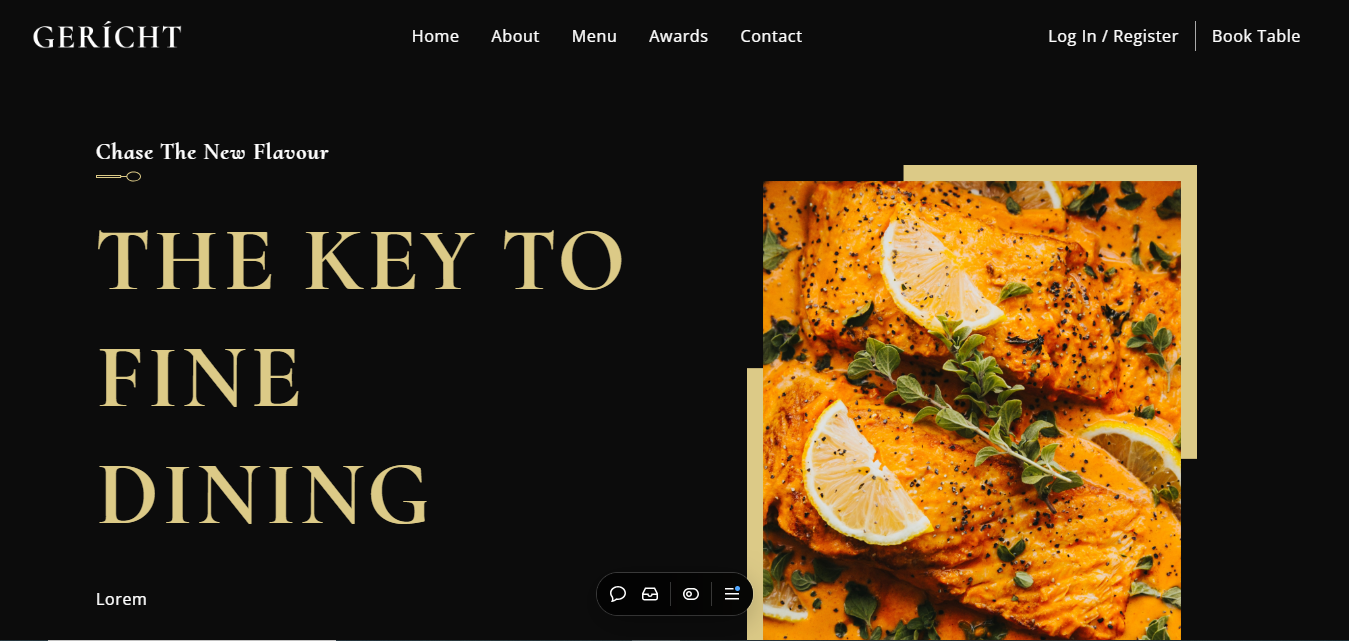 GERÍCHT
Home About Menu Awards Contact
Log In / Register Book Table
Chase The New Flavour
THE KEY TO
FINE
DINING
Lorem